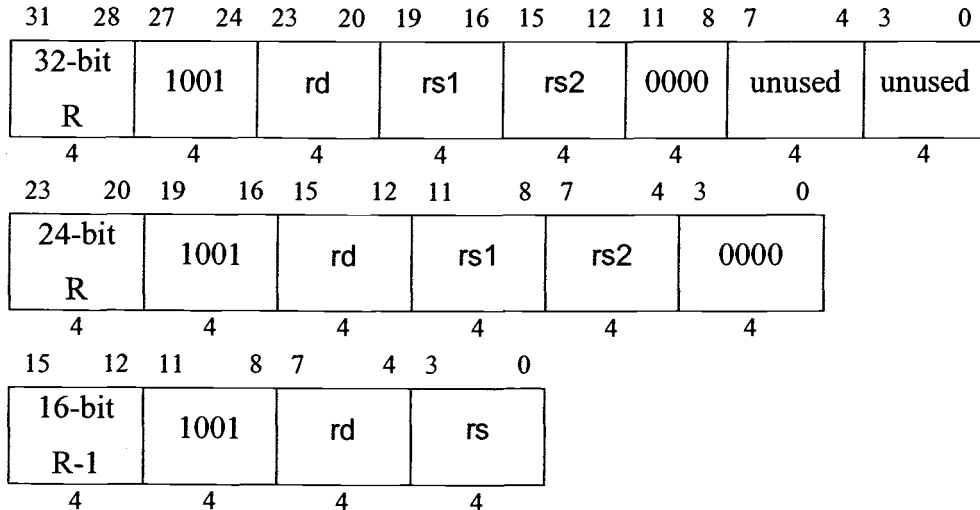 31 28 27 24 23 20 19 16 15 12 11 8 7 4 3 0
32-bit R 1001 rd rs1 rs2 0000 unused unused
4 4 4 4 4 4 4 4
23 20 19 16 15 12 11 8 7 4 3 0
24-bit R 1001 rd rs1 rs2 0000
4 4 4 4 4 4
15 12 11 8 7 4 3 0
16-bit R-1 1001 rd rs
4 4 4 4